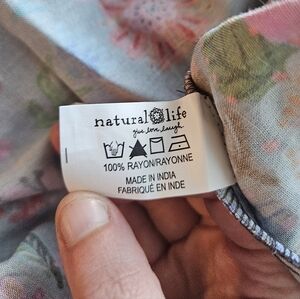 natural life
give love laugh
100% RAYON/RAYONNE
MADE IN INDIA
FABRIQUÉ EN INDE